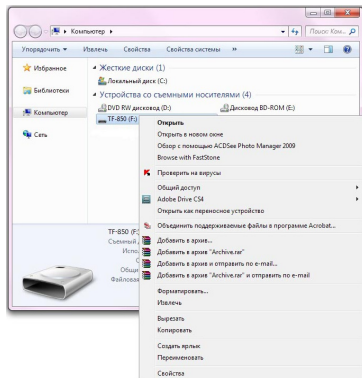 Компьютер
Поиск: Ком...
Упорядочить
Извлечь
Свойства
Свойства системы
»
Избранное
Библиотеки
Компьютер
Сеть
Жесткие диски (1)
Локальный диск (C:)
Устройства со съемными носителями (4)
DVD RW дисковод (D:)
Дисковод BD-ROM (E:)
TF-850 (F:)
Открыть
Открыть в новом окне
Обзор с помощью ACDSee Photo Manager 2009
Browse with FastStone
Проверить на вирусы
Общий доступ
Adobe Drive CS4
Открыть как переносное устройство
Объединить поддерживаемые файлы в программе Acrobat...
Добавить в архив...
Добавить в архив "Archive.rar"
Добавить в архив и отправить по e-mail...
Добавить в архив "Archive.rar" и отправить по e-mail
Форматировать...
Извлечь
Вырезать
Копировать
Создать ярлык
Переименовать
Свойства
TF-850 (F:)
Съемный
Испо
Общи
Файловая